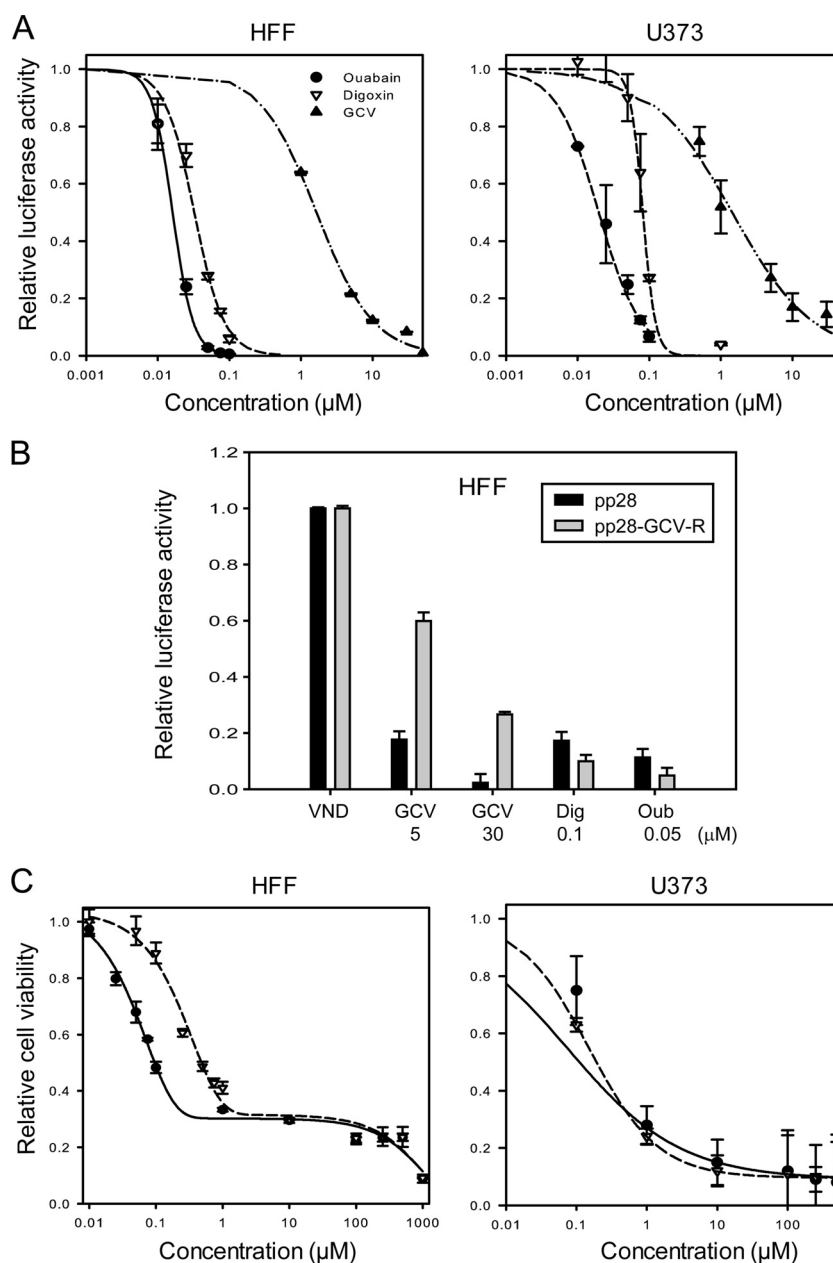 A
HFF
U373
Relative luciferase activity
1.0
0.8
0.6
0.4
0.2
0.0
Ouabain
Digoxin
GCV
0.001
0.01
0.1
1
10
Concentration (µM)
1.0
0.8
0.6
0.4
0.2
0.0
0.001
0.01
0.1
1
10
Concentration (µM)
B
Relative luciferase activity
1.2
1.0
0.8
0.6
0.4
0.2
0.0
HFF
pp28
pp28-GCV-R
VND
GCV
GCV
Dig
Oub
5
30
0.1
0.05
(µM)
C
HFF
U373
Relative cell viability
1.0
0.8
0.6
0.4
0.2
0.0
0.01
0.1
1
10
100
1000
Concentration (µM)
1.0
0.8
0.6
0.4
0.2
0.0
0.01
0.1
1
10
100
Concentration (µM)